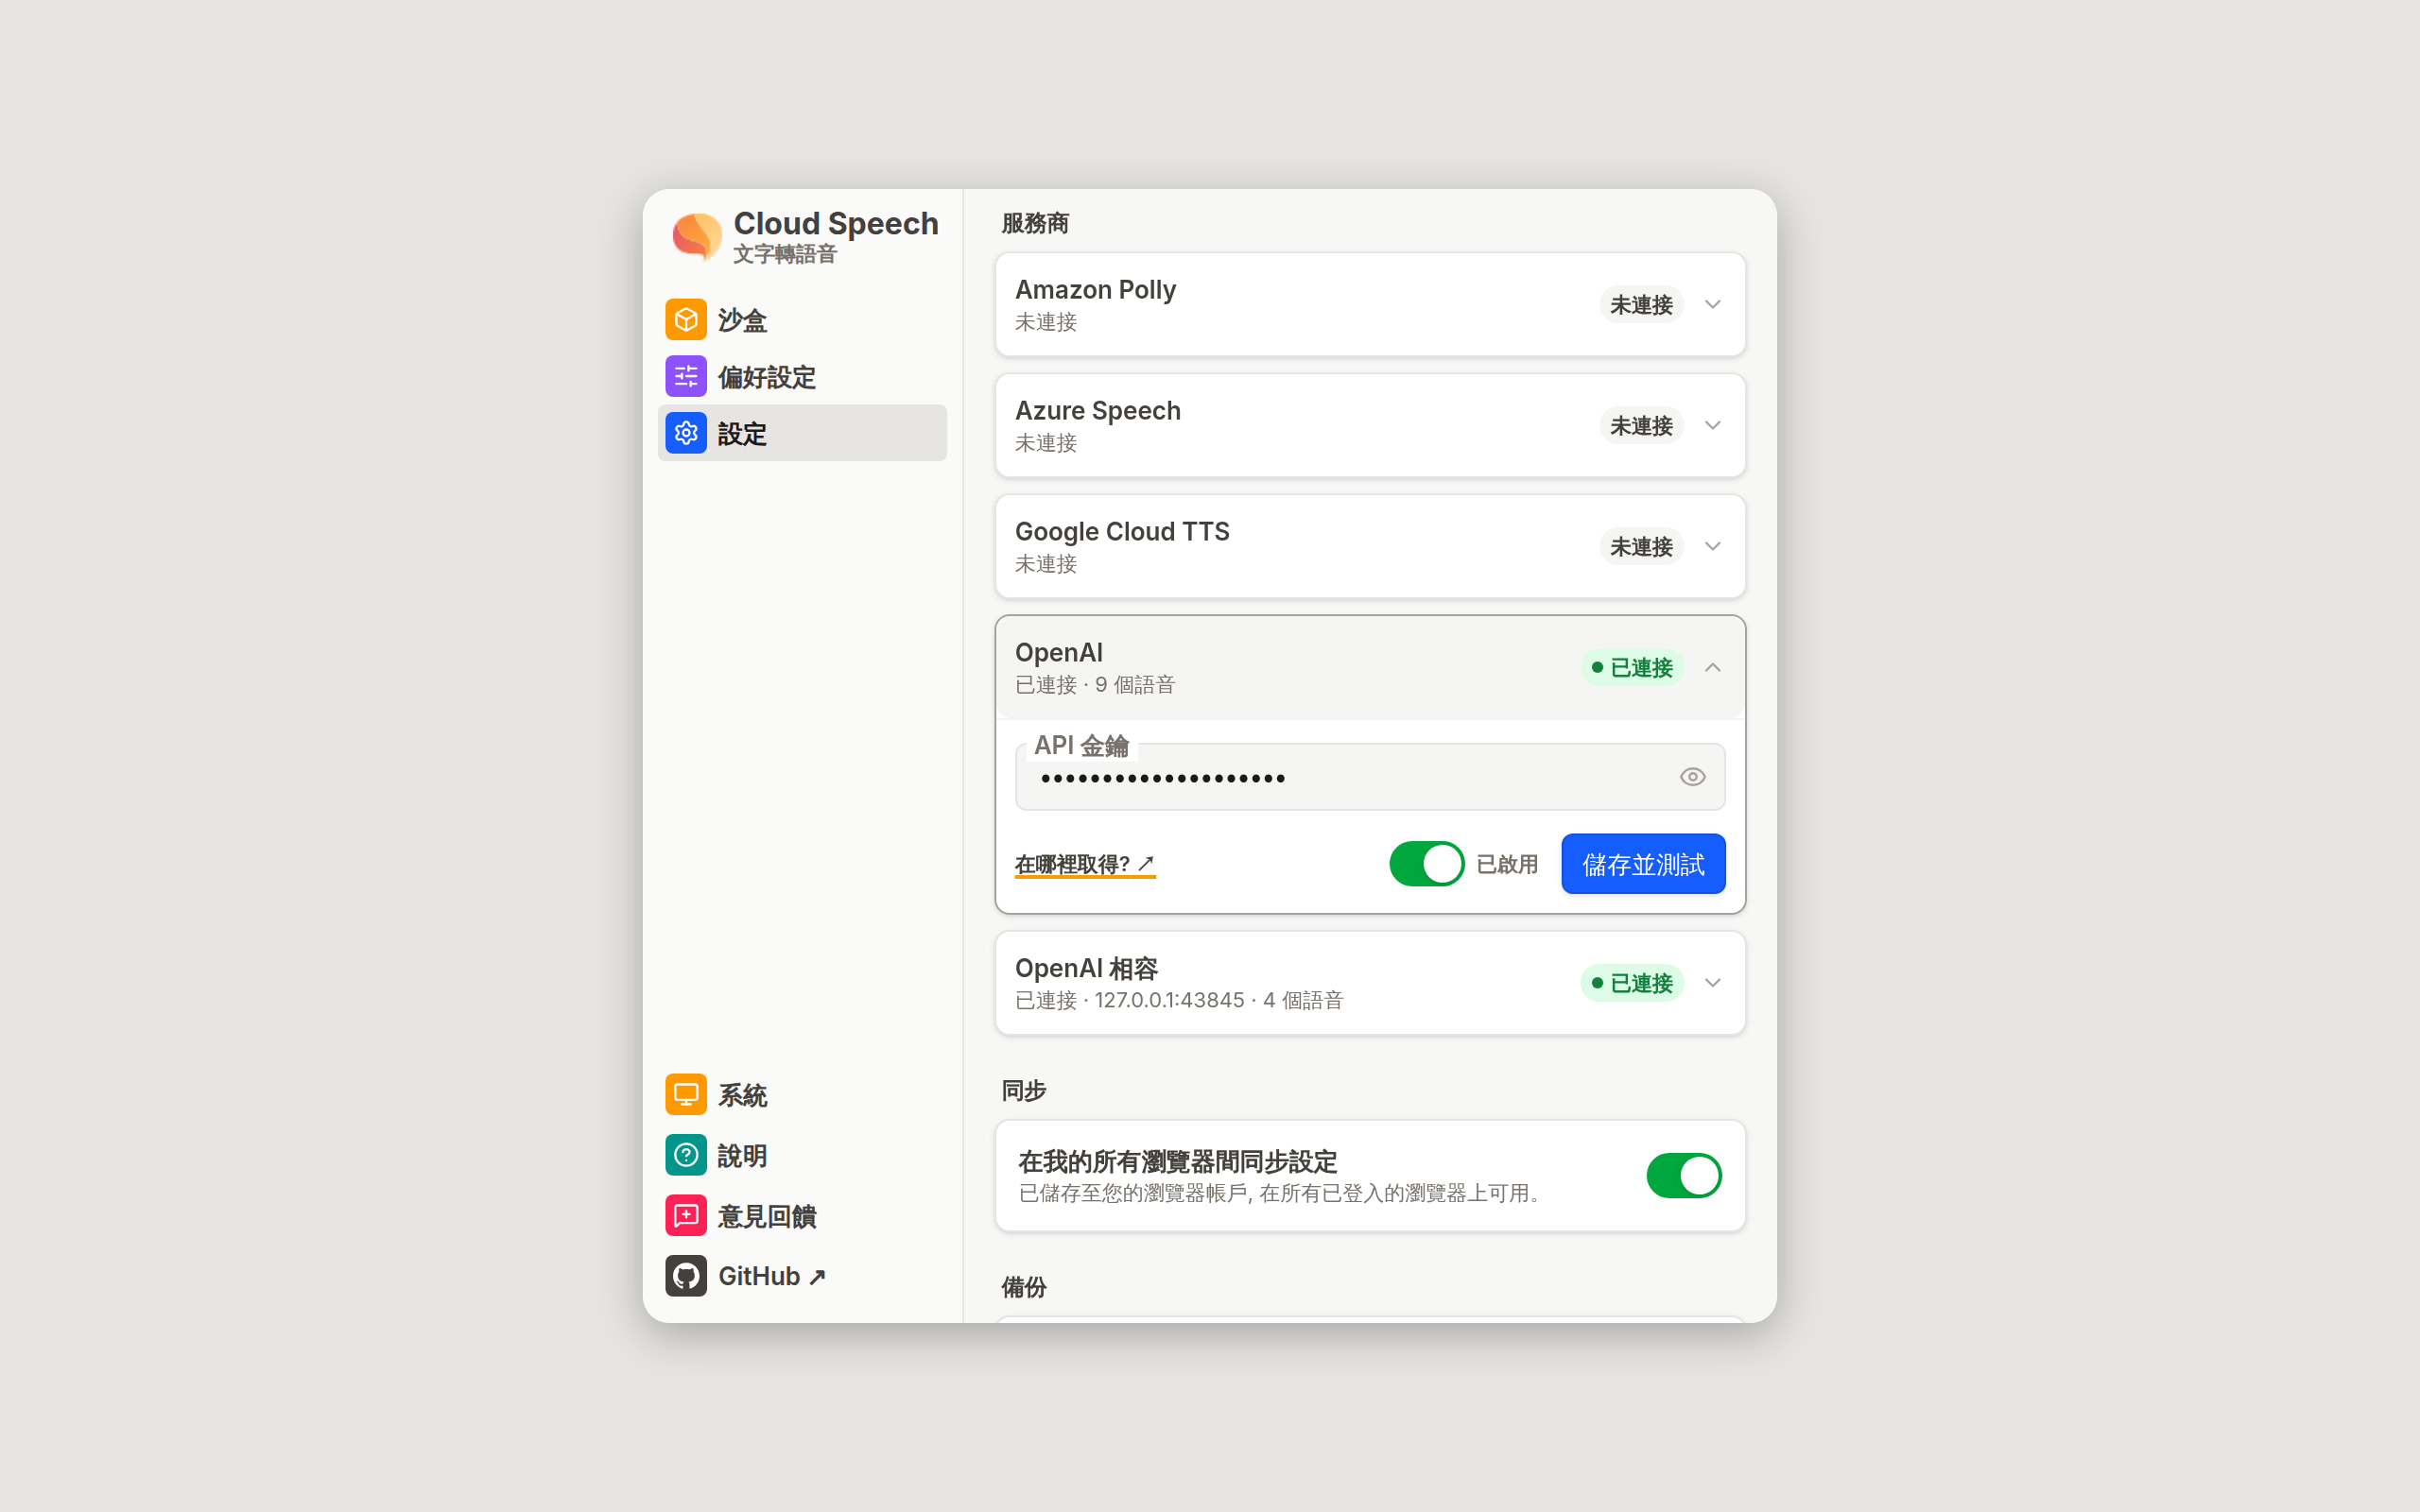 Cloud Speech
文字轉語音
沙盒
偏好設定
設定
系統
說明
意見回饋
GitHub ↗
服務商
Amazon Polly
未連接
未連接
Azure Speech
未連接
未連接
Google Cloud TTS
未連接
未連接
OpenAI
已連接 · 9 個語音
已連接
API 金鑰
••••••••••••••••••••
在哪裡取得? ↗
已啟用
儲存並測試
OpenAI 相容
已連接 · 127.0.0.1:43845 · 4 個語音
已連接
同步
在我的所有瀏覽器間同步設定
已儲存至您的瀏覽器帳戶, 在所有已登入的瀏覽器上可用。
備份